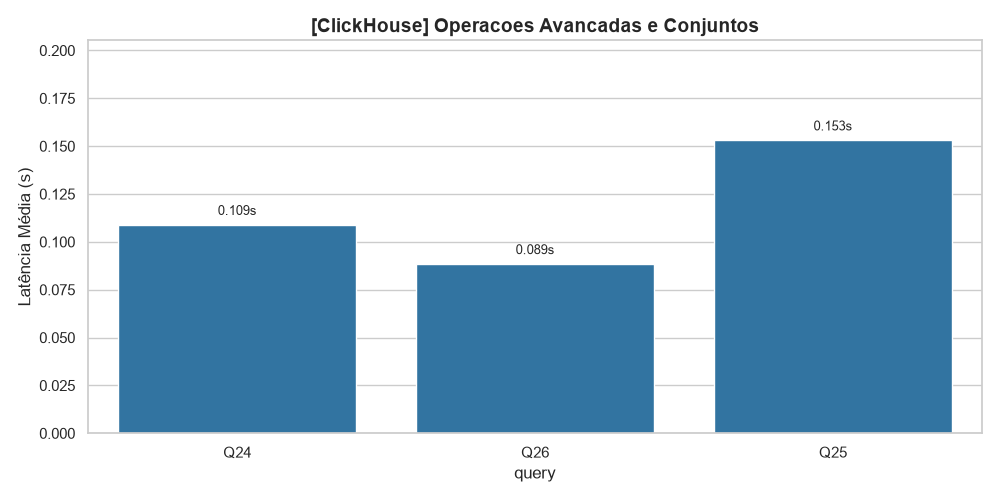 [ClickHouse] Operacoes Avancadas e Conjuntos
Latência Média (s)
0.200
0.175
0.150
0.125
0.100
0.075
0.050
0.025
0.000
0.109s
0.089s
0.153s
Q24
Q26
Q25
query